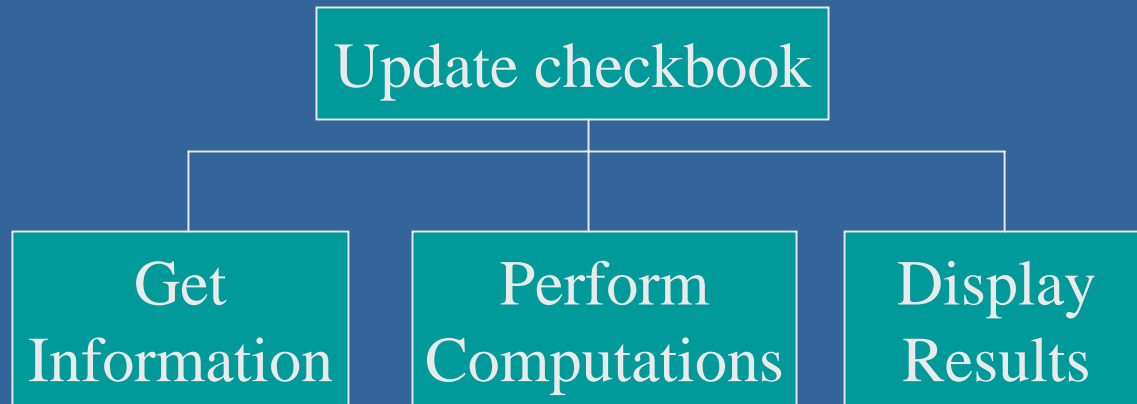 Update checkbook
Get
Information
Perform
Computations
Display
Results